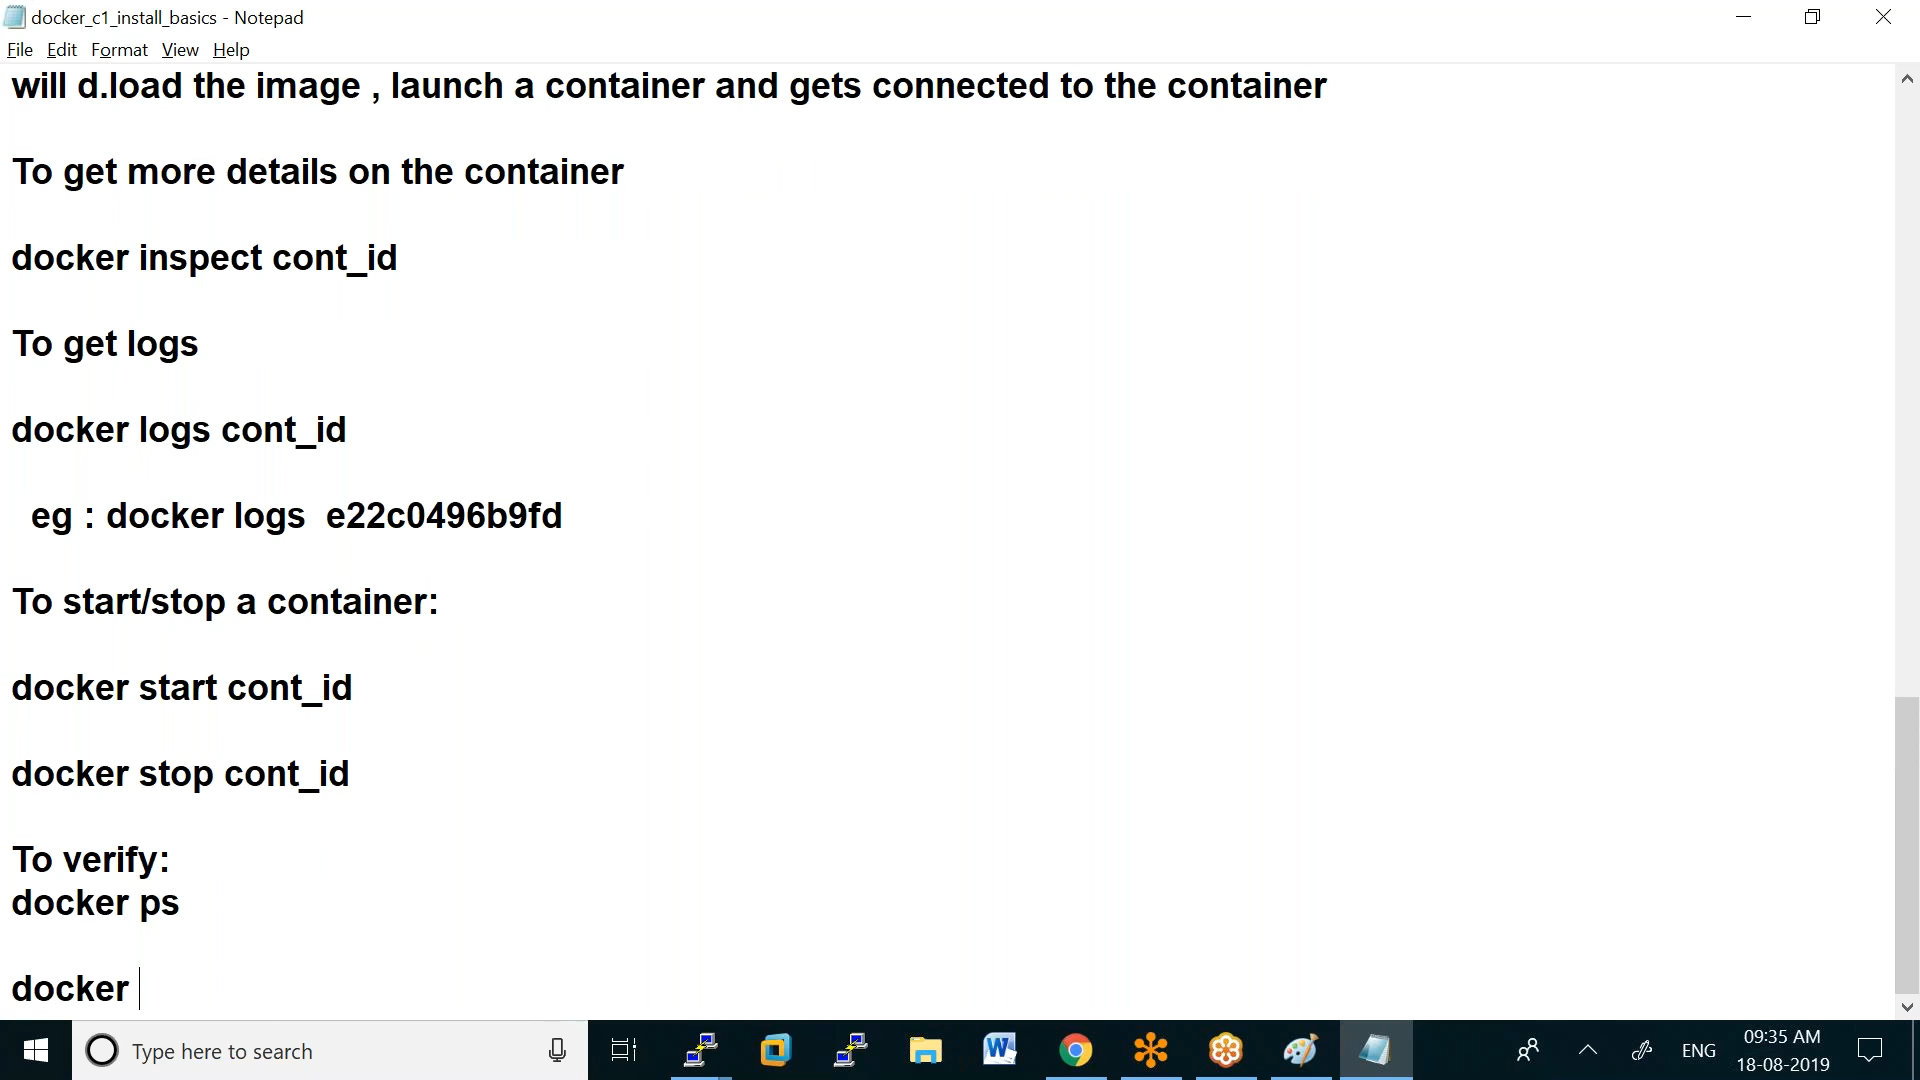 docker_c1_install_basics - Notepad
File Edit Format View Help
will d.load the image , launch a container and gets connected to the container
To get more details on the container
docker inspect cont_id
To get logs
docker logs cont_id
eg : docker logs  e22c0496b9fd
To start/stop a container:
docker start cont_id
docker stop cont_id
To verify:
docker ps
docker
Type here to search
ENG
09:35 AM
18-08-2019